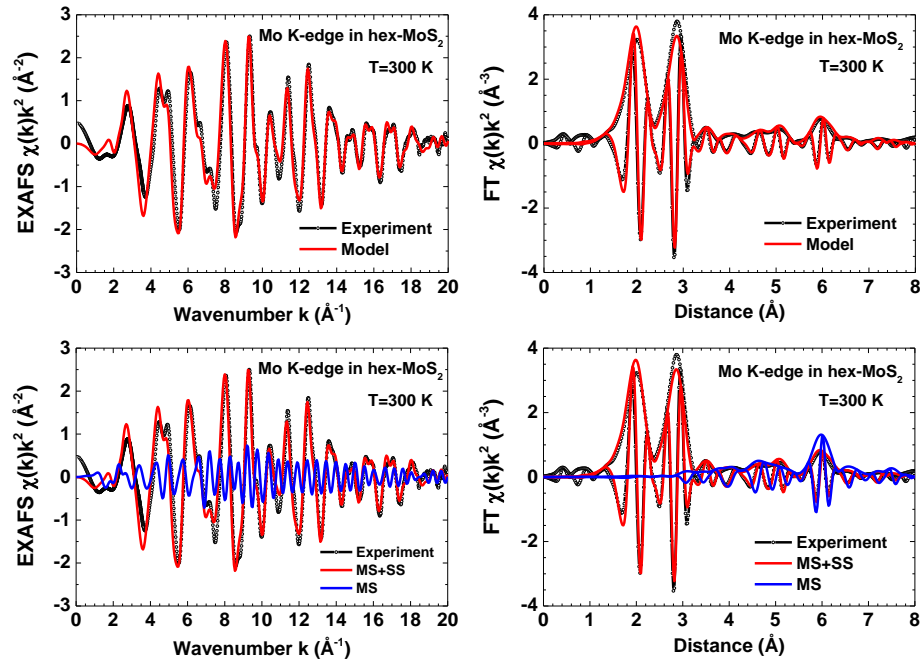 Mo K-edge in hex-MoS₂
T=300 K
EXAFS χ(k)k² (Å⁻²)
3
2
1
0
-1
-2
-3
Experiment
Model
0 2 4 6 8 10 12 14 16 18 20
Wavenumber k (Å⁻¹)
Mo K-edge in hex-MoS₂
T=300 K
FT χ(k)k² (Å⁻³)
4
2
0
-2
-4
Experiment
Model
0 1 2 3 4 5 6 7 8
Distance (Å)
Mo K-edge in hex-MoS₂
T=300 K
EXAFS χ(k)k² (Å⁻²)
3
2
1
0
-1
-2
-3
Experiment
MS+SS
MS
0 2 4 6 8 10 12 14 16 18 20
Wavenumber k (Å⁻¹)
Mo K-edge in hex-MoS₂
T=300 K
FT χ(k)k² (Å⁻³)
4
2
0
-2
-4
Experiment
MS+SS
MS
0 1 2 3 4 5 6 7 8
Distance (Å)